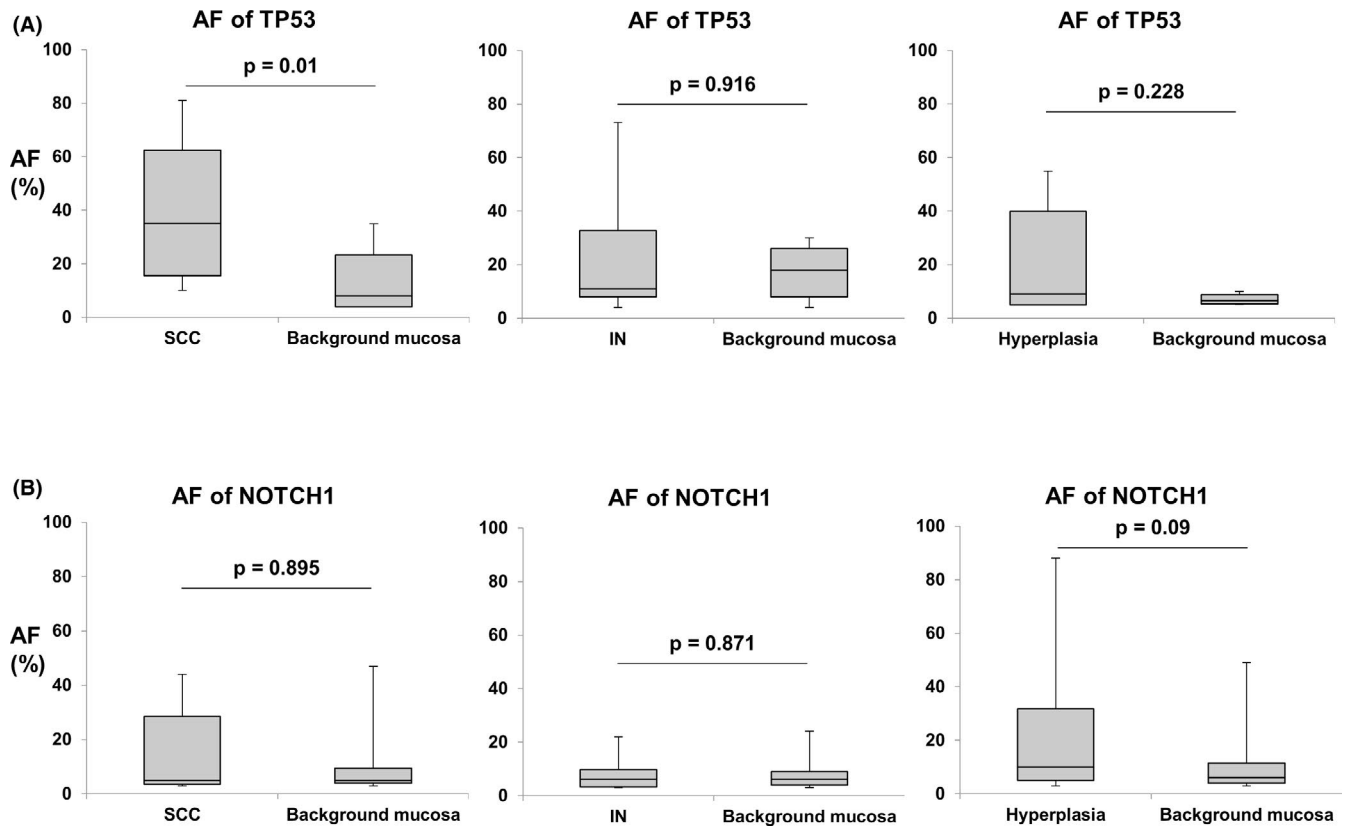 (A)
AF of TP53
AF of TP53
AF of TP53
100
80
60
40
20
0
AF
(%)
p = 0.01
SCC
Background mucosa
100
80
60
40
20
0
p = 0.916
IN
Background mucosa
100
80
60
40
20
0
p = 0.228
Hyperplasia
Background mucosa
(B)
AF of NOTCH1
AF of NOTCH1
AF of NOTCH1
100
80
60
40
20
0
AF
(%)
p = 0.895
SCC
Background mucosa
100
80
60
40
20
0
p = 0.871
IN
Background mucosa
100
80
60
40
20
0
p = 0.09
Hyperplasia
Background mucosa